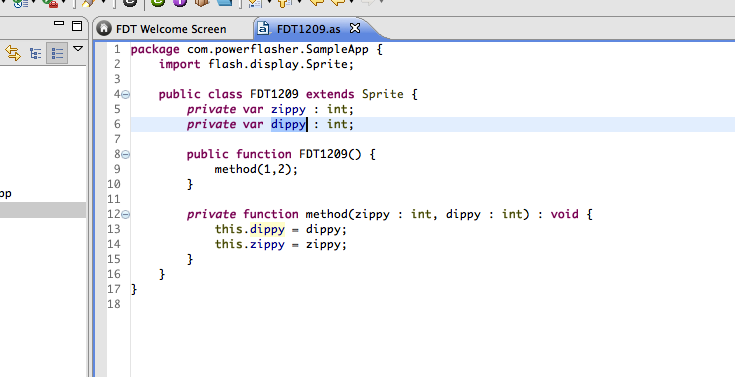 FDT Welcome Screen
FDT1209.as
1 package com.powerflasher.SampleApp {
2 import flash.display.Sprite;
3
4 public class FDT1209 extends Sprite {
5 private var zippy : int;
6 private var dippy : int;
7
8 public function FDT1209() {
9 method(1,2);
10 }
11
12 private function method(zippy : int, dippy : int) : void {
13 this.dippy = dippy;
14 this.zippy = zippy;
15 }
16 }
17 }
18
pp